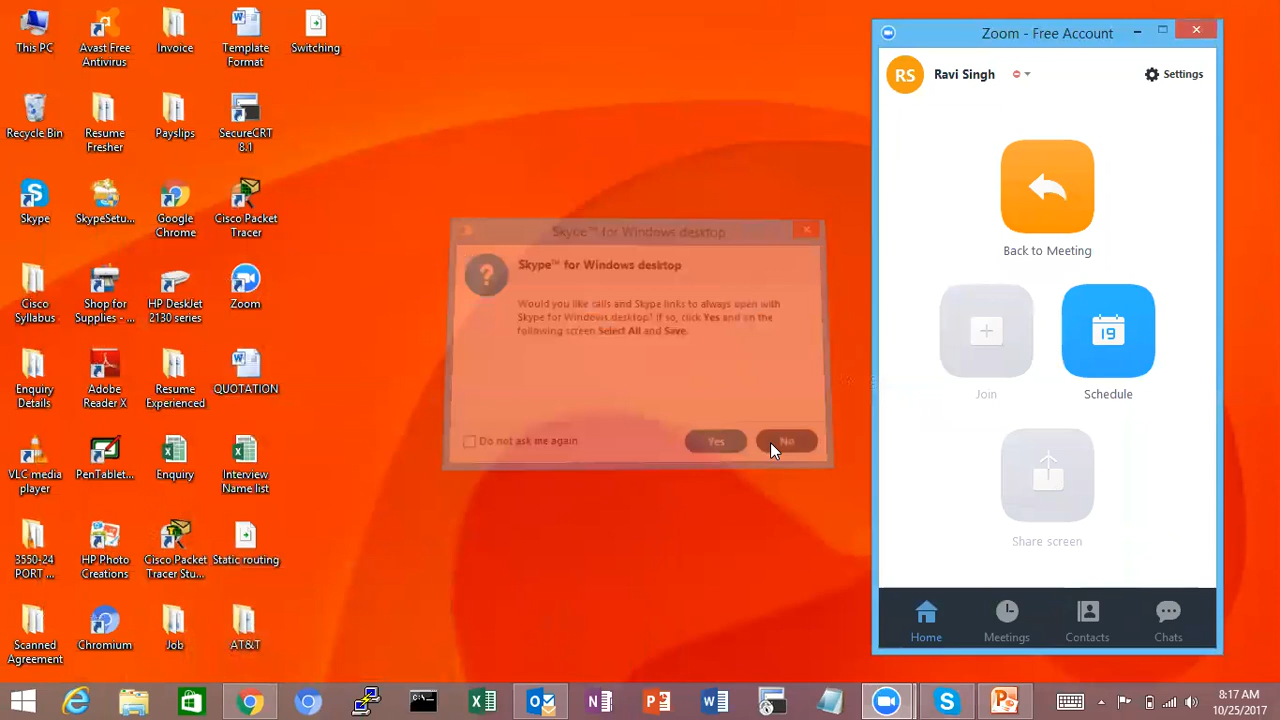 This PC
Avast Free
Antivirus
Invoice
Template
Format
Switching
Recycle Bin
Resume
Fresher
Payslips
SecureCRT
8.1
Skype
SkypeSetu...
Google
Chrome
Cisco Packet
Tracer
Cisco
Syllabus
Shop for
Supplies - ...
HP Deskjet
2130 series
Zoom
Enquiry
Details
Adobe
Reader X
Resume
Experienced
QUOTATION
VLC media
player
PenTablet...
Enquiry
Interview
Name list
3550-24
PORT ...
HP Photo
Creations
Cisco Packet
Tracer Stu...
Static routing
Scanned
Agreement
Chromium
Job
AT&T
Skype™ for Windows desktop
Skype™ for Windows desktop
Would you like calls and Skype links to always open with
Skype for Windows desktop? If so, click Yes and on the
following screen Select All and Save.
Do not ask me again
Yes
No
Zoom - Free Account
RS
Ravi Singh
Settings
Back to Meeting
Join
19
Schedule
Share screen
Home
Meetings
Contacts
Chats
8:17 AM
10/25/2017